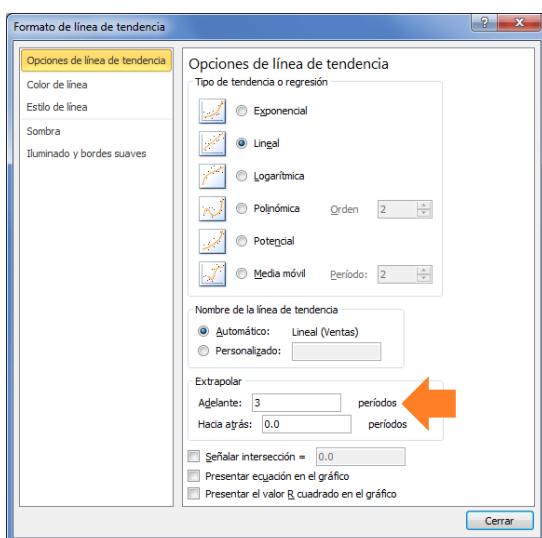 Formato de línea de tendencia
Opciones de línea de tendencia
Color de línea
Estilo de línea
Sombra
Iluminado y bordes suaves
Opciones de línea de tendencia
Tipo de tendencia o regresión
Exponencial
Lineal
Logarítmica
Polinómica Orden 2
Potencial
Media móvil Período: 2
Nombre de la línea de tendencia
Automático: Lineal (Ventas)
Personalizado:
Extrapolar
Adelante: 3 períodos
Hacia atrás: 0.0 períodos
Señalar intersección = 0.0
Presentar ecuación en el gráfico
Presentar el valor R cuadrado en el gráfico
Cerrar